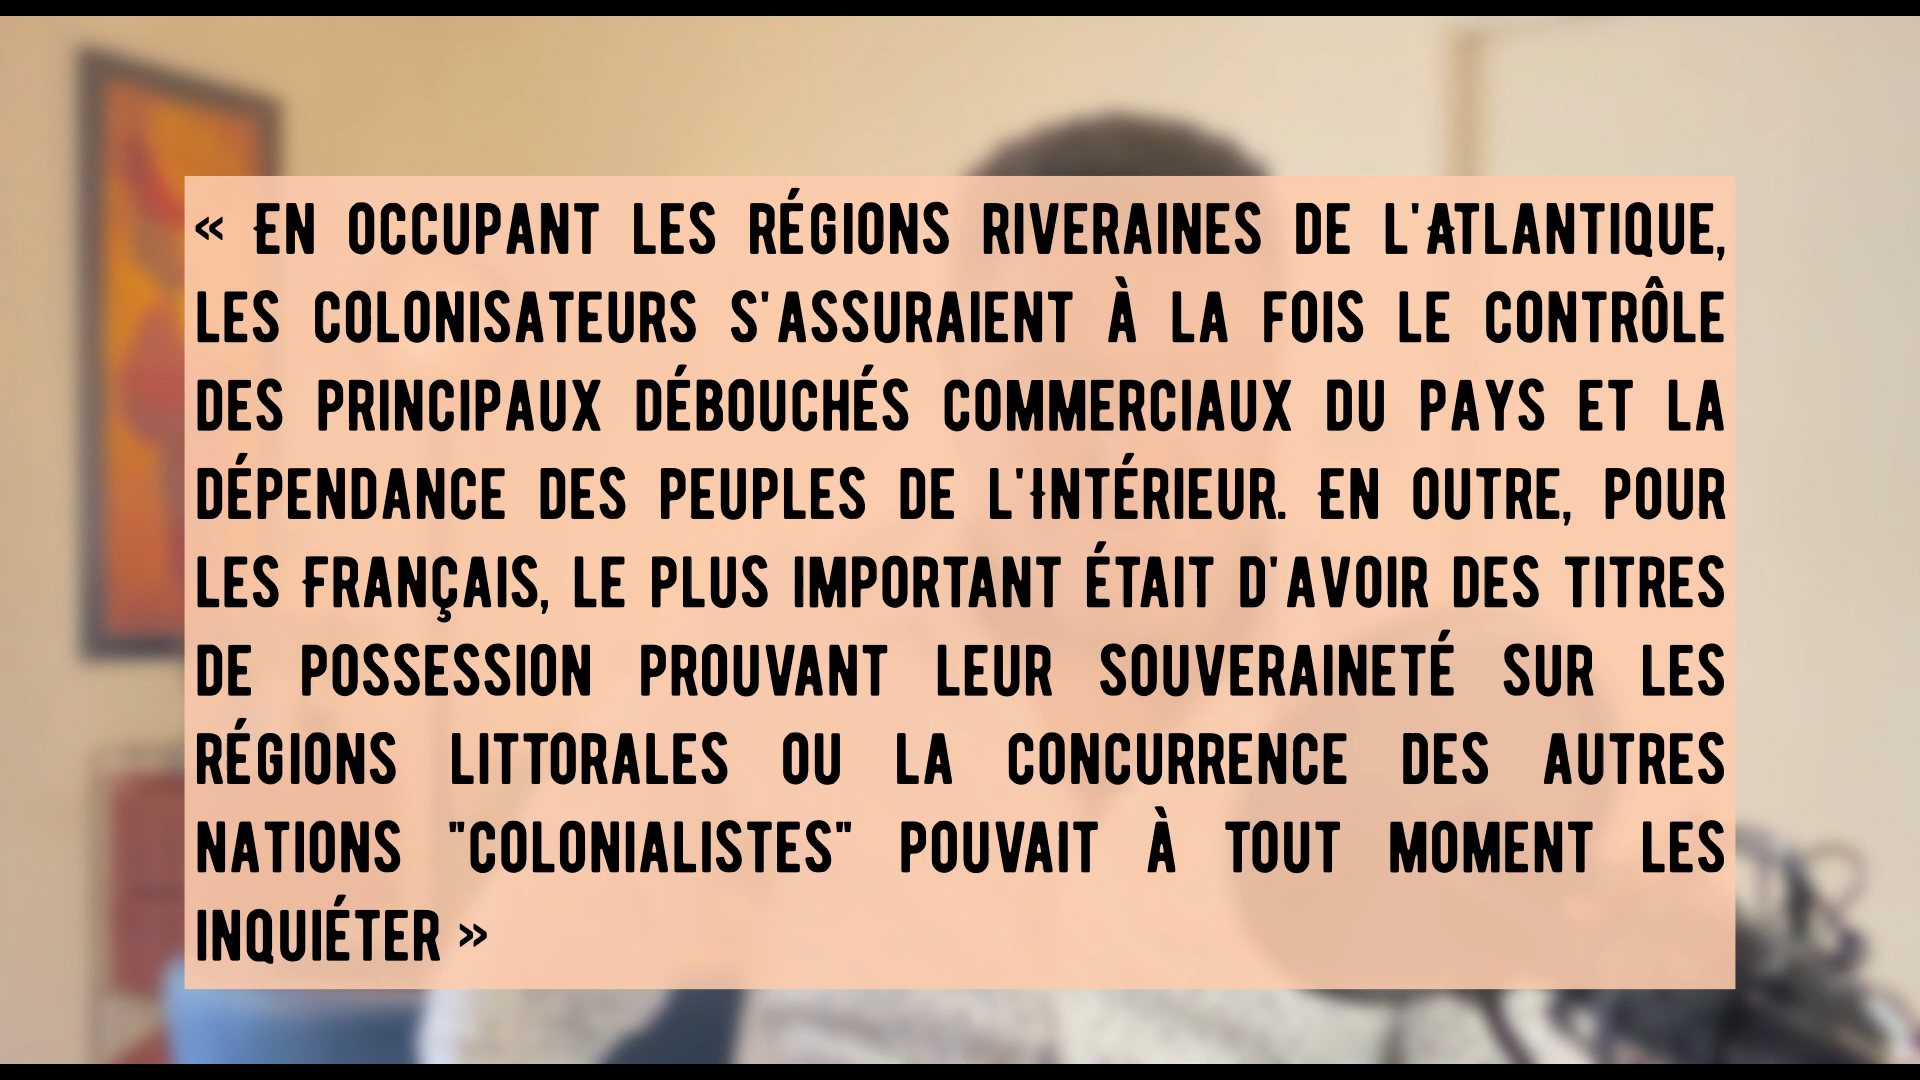 « En occupant les régions riveraines de l'Atlantique,
les colonisateurs s'assuraient à la fois le contrôle
des principaux débouchés commerciaux du pays et la
dépendance des peuples de l'Intérieur. En outre, pour
les Français, le plus important était d'avoir des titres
de possession prouvant leur souveraineté sur les
régions littorales ou la concurrence des autres
nations "colonialistes" pouvait à tout moment les
inquiéter »